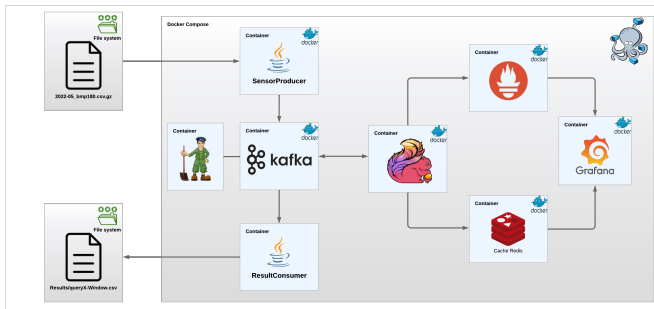 File system
2022-05_bmp180.csv.gz
Docker Compose
Container
docker
SensorProducer
Container
Container
docker
kafka
Container
docker
ResultConsumer
docker
Container
docker
Container
docker
Container
docker
Grafana
Container
docker
Cache Redis
File system
Results/queryX-Window.csv